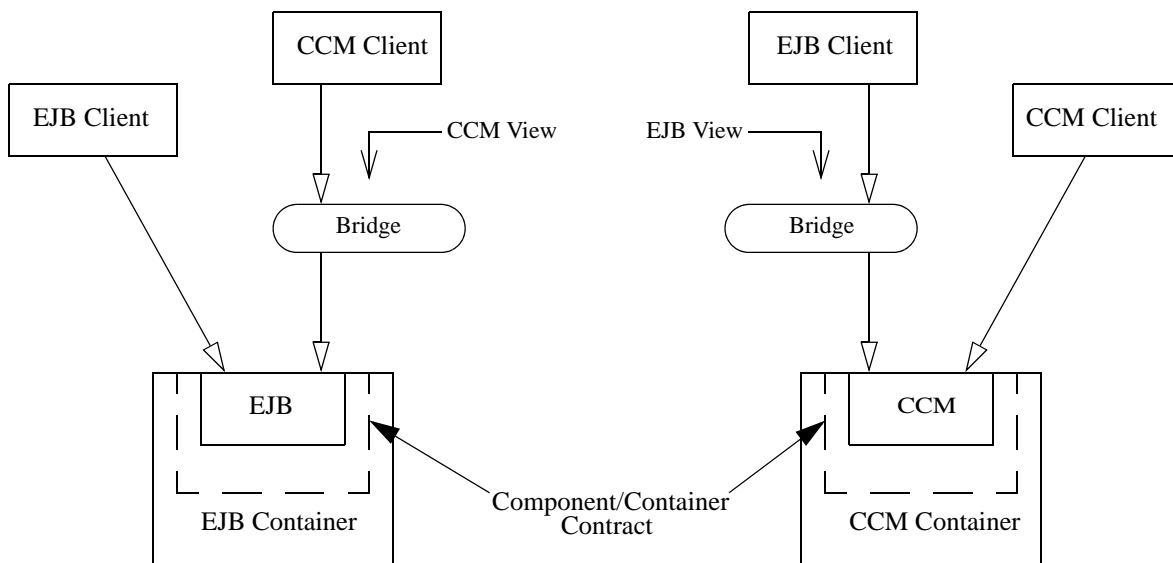 CCM Client
EJB Client
EJB Client
CCM Client
CCM View
EJB View
Bridge
Bridge
EJB
CCM
Component/Container
Contract
EJB Container
CCM Container